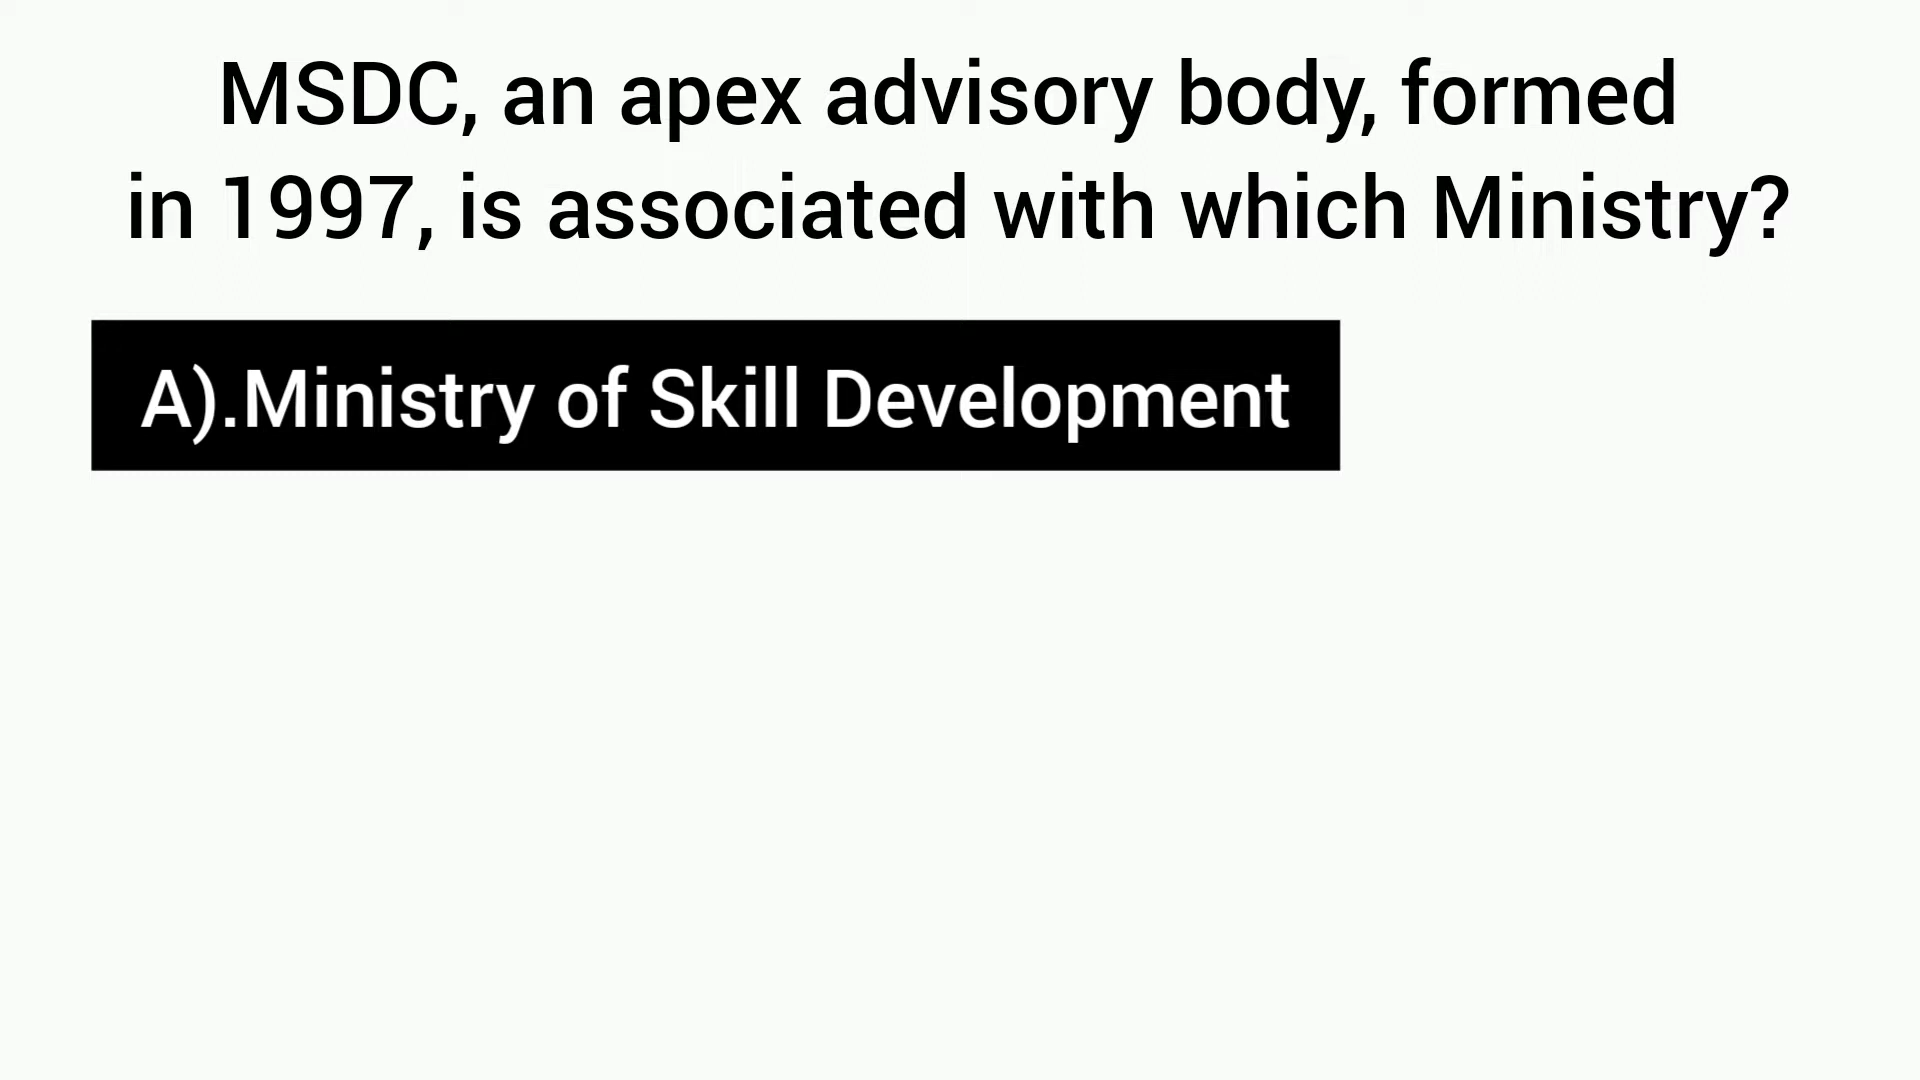 MSDC, an apex advisory body, formed
in 1997, is associated with which Ministry?
A).Ministry of Skill Development